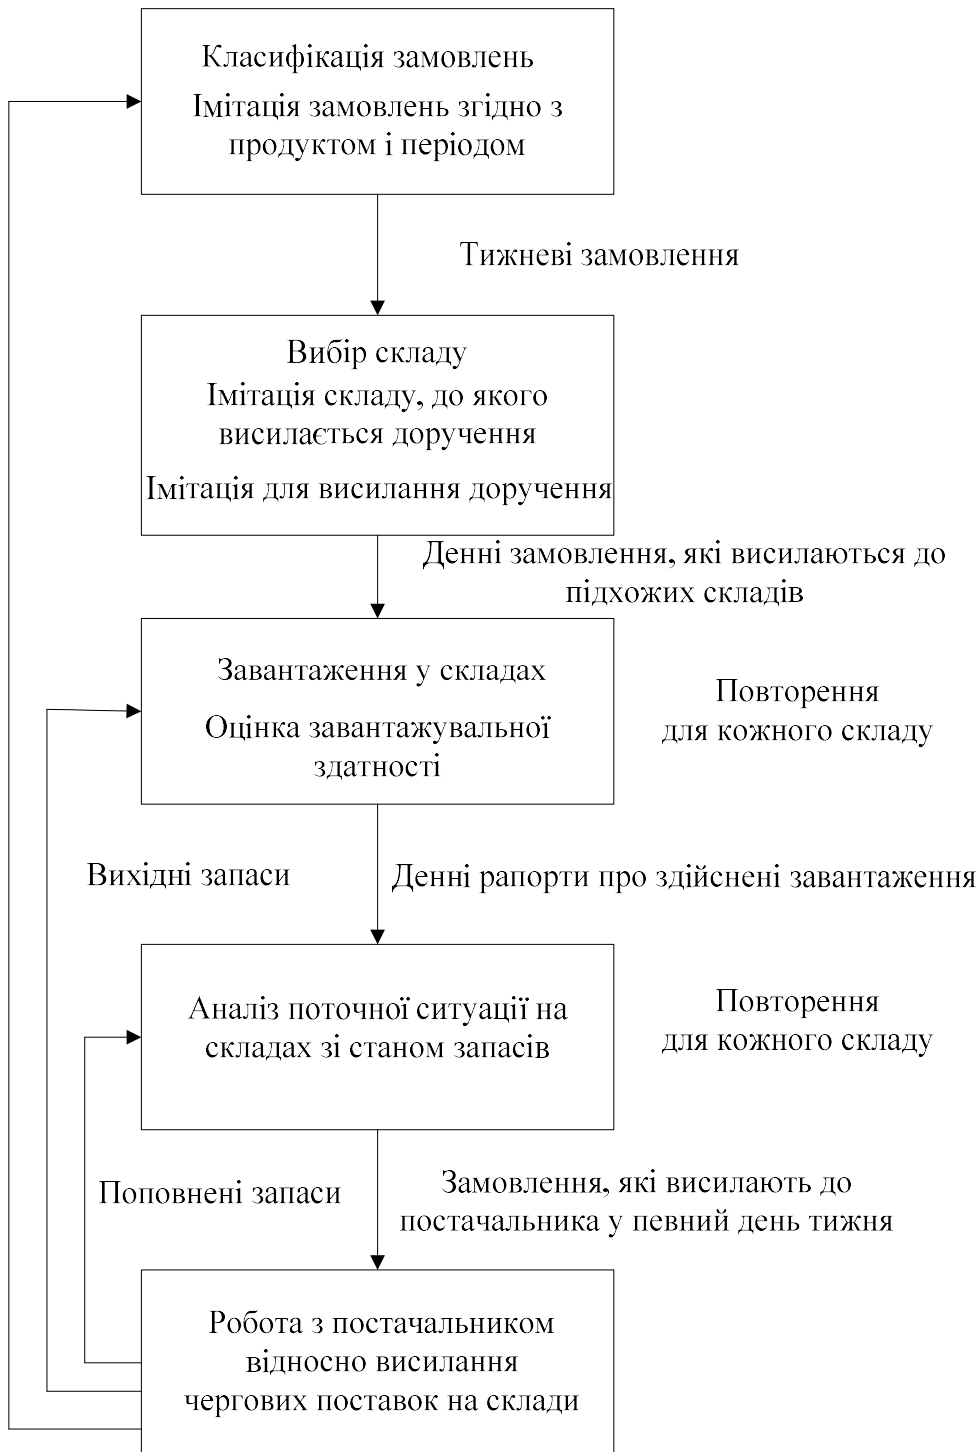 Класифікація замовлень
Імітація замовлень згідно з
продуктом і періодом
Тижневі замовлення
Вибір складу
Імітація складу, до якого
висилається доручення
Імітація для висилання доручення
Денні замовлення, які висилаються до
підхожих складів
Завантаження у складах
Оцінка завантажувальної
здатності
Повторення
для кожного складу
Вихідні запаси
Денні рапорти про здійснені завантаження
Аналіз поточної ситуації на
складах зі станом запасів
Повторення
для кожного складу
Поповнені запаси
Замовлення, які висилають до
постачальника у певний день тижня
Робота з постачальником
відносно висилання
чергових поставок на склади